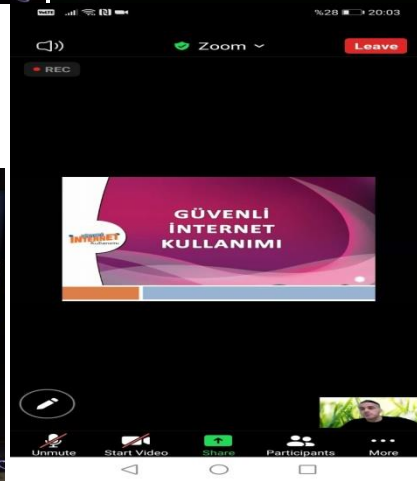 %28 20:03
Zoom
Leave
REC
GÜVENLİ
İNTERNET
KULLANIMI
İNTERNET
Unmute
Start Video
Share
Participants
More